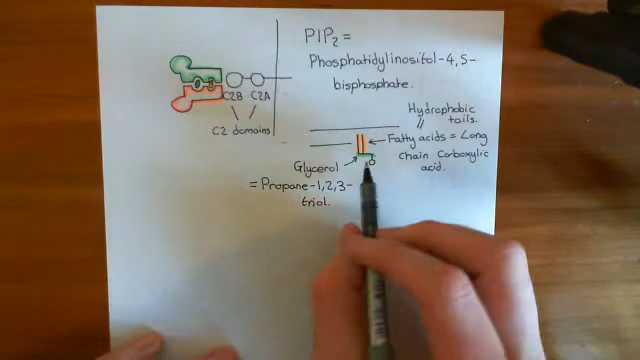 PIP2 =
Phosphatidylinositol-4,5-
bisphosphate.
C2B C2A
C2 domains
Hydrophobic
tails.
Fatty acids = Long
chain Carboxylic
acid.
Glycerol
= Propane-1,2,3-
triol.